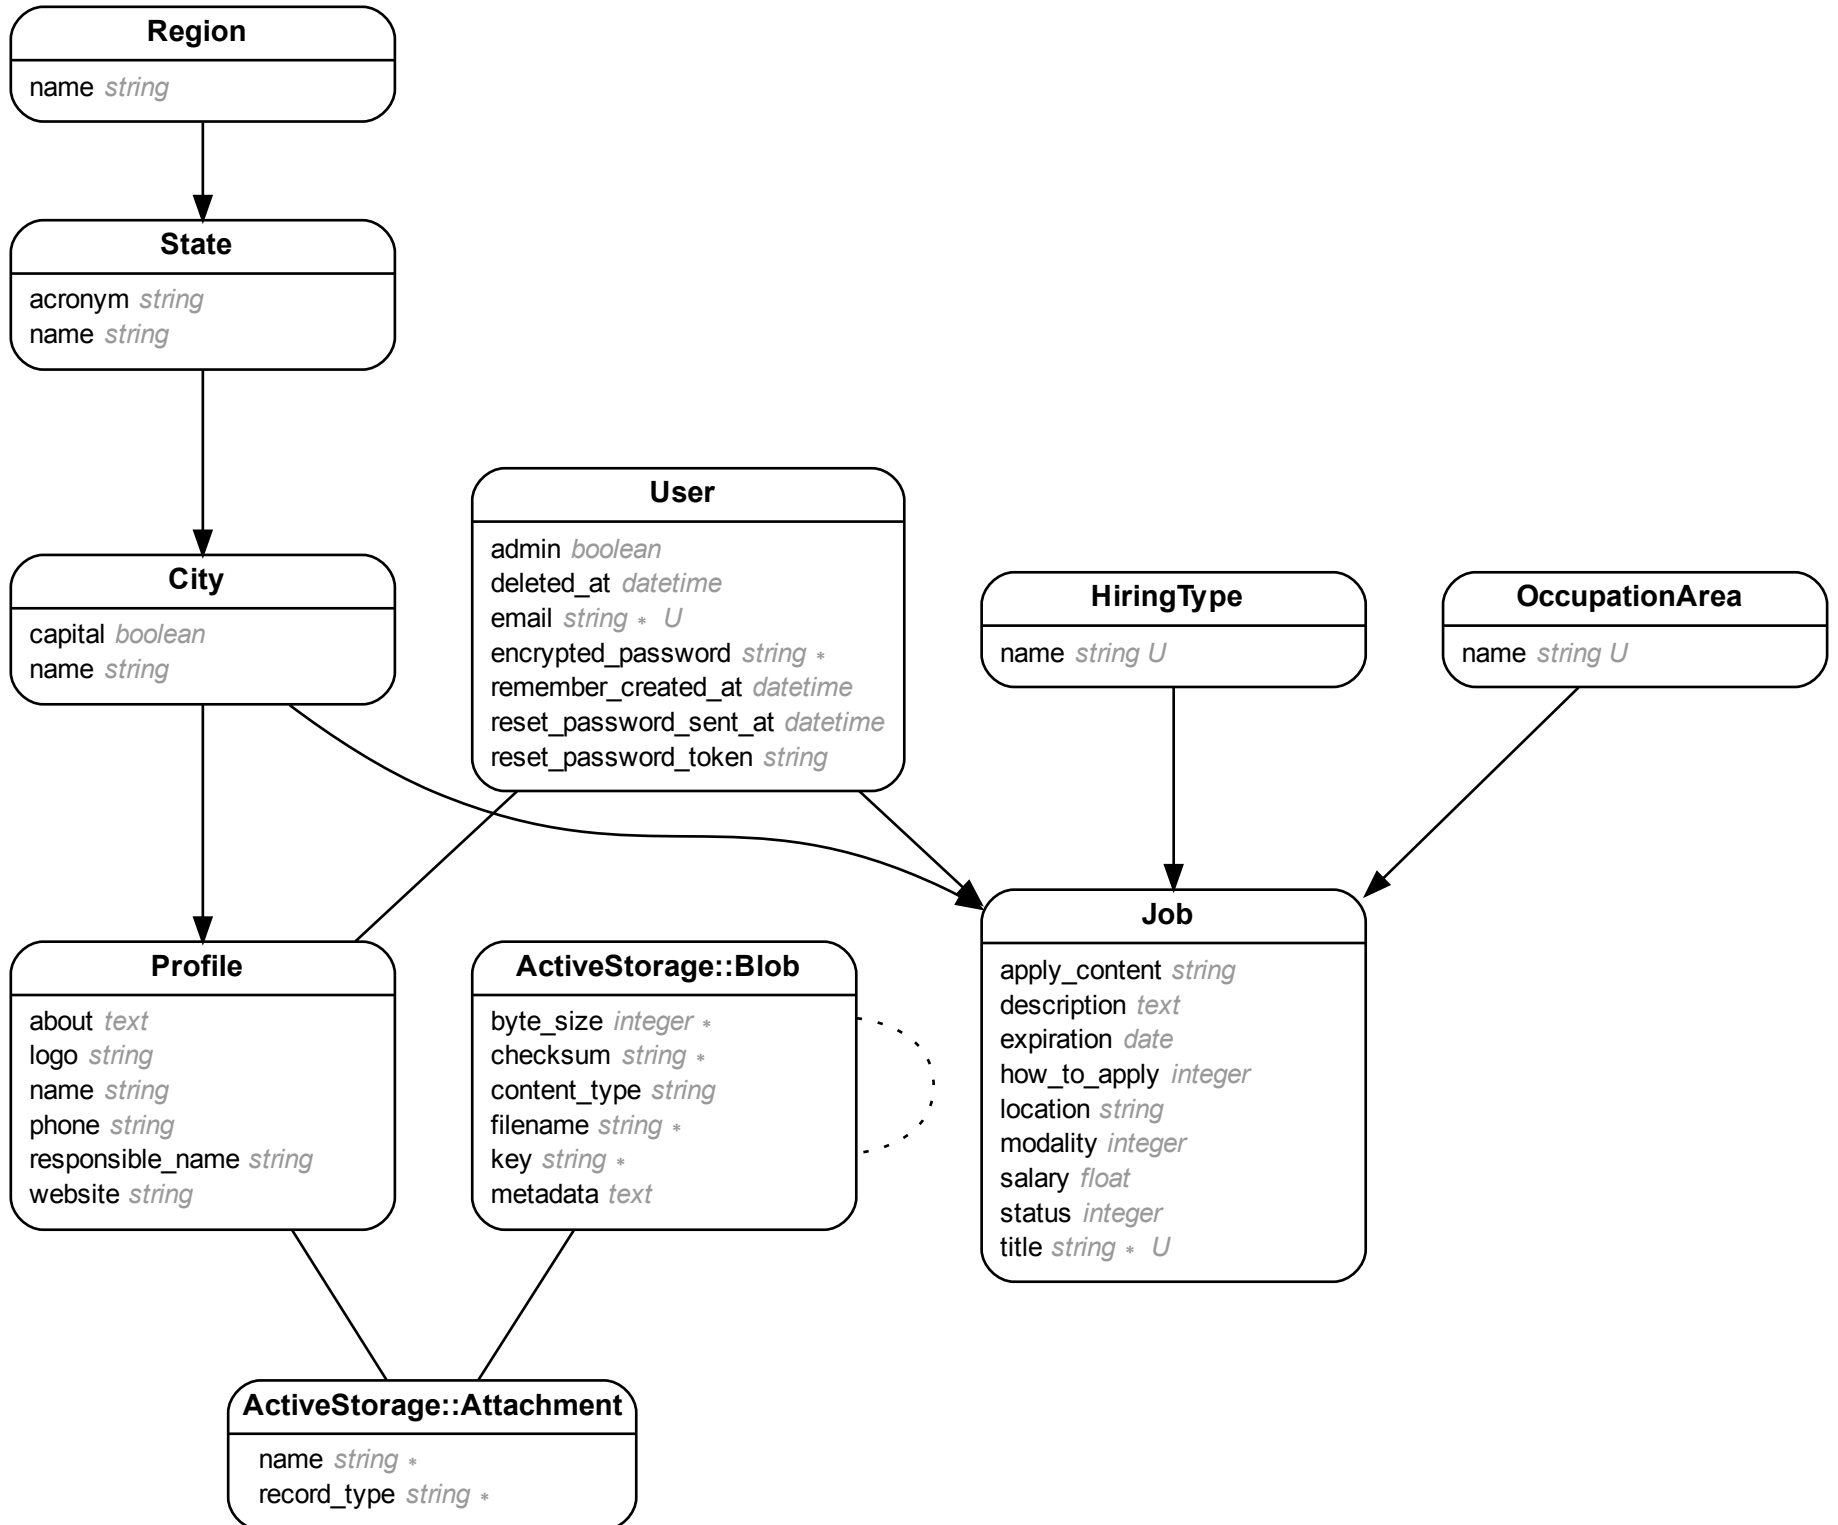 Region
name string
State
acronym string
name string
City
capital boolean
name string
User
admin boolean
deleted_at datetime
email string * U
encrypted_password string *
remember_created_at datetime
reset_password_sent_at datetime
reset_password_token string
HiringType
name string U
OccupationArea
name string U
Profile
about text
logo string
name string
phone string
responsible_name string
website string
ActiveStorage::Blob
byte_size integer *
checksum string *
content_type string
filename string *
key string *
metadata text
Job
apply_content string
description text
expiration date
how_to_apply integer
location string
modality integer
salary float
status integer
title string * U
ActiveStorage::Attachment
name string *
record_type string *